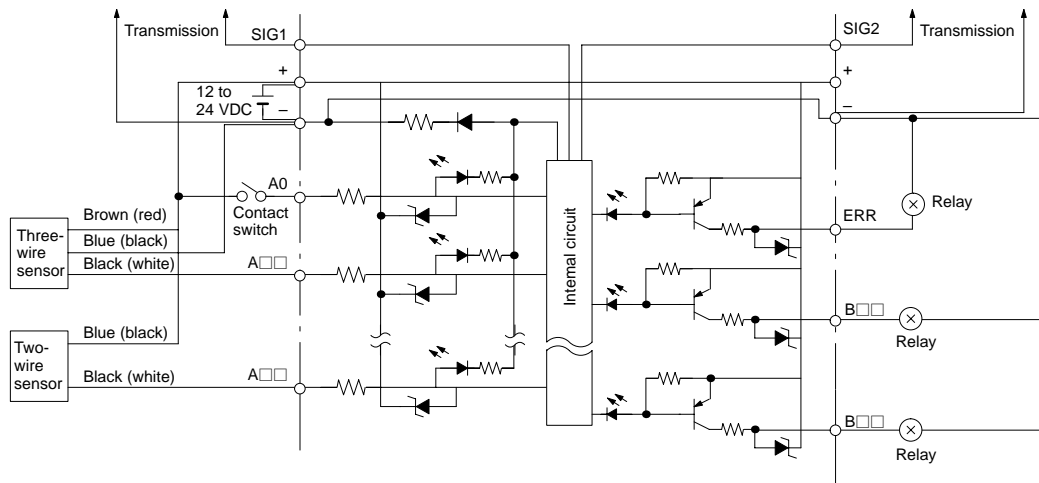 Transmission
SIG1
SIG2
Transmission
+
+
12 to
24 VDC
–
–
A0
Contact
switch
Brown (red)
Blue (black)
Black (white)
Three-
wire
sensor
A□□
Internal circuit
ERR
Relay
Blue (black)
B□□
Relay
Two-
wire
sensor
Black (white)
A□□
B□□
Relay